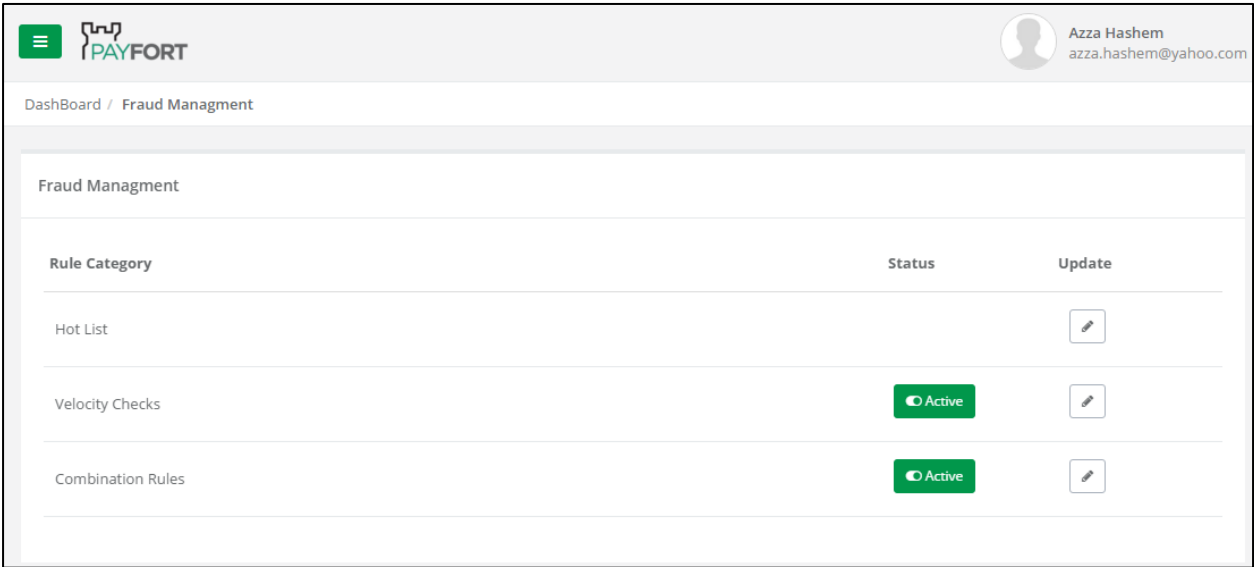 PAYFORT
Azza Hashem
azza.hashem@yahoo.com
DashBoard / Fraud Managment
Fraud Managment
Rule Category Status Update
Hot List
Velocity Checks Active
Combination Rules Active